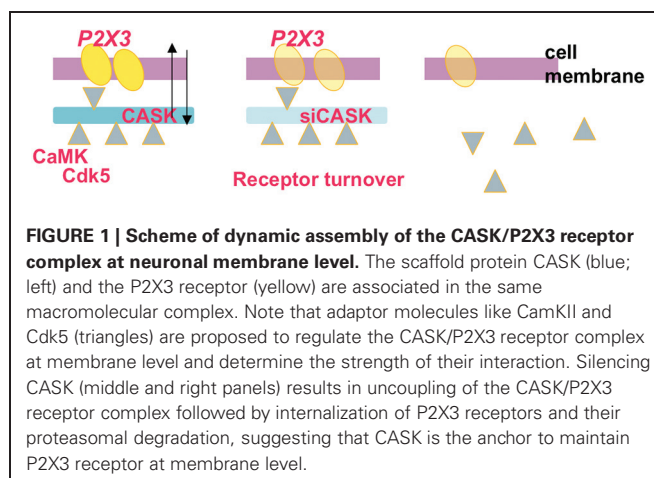 P2X3
P2X3
cell
membrane
CASK
siCASK
CaMK
Cdk5
Receptor turnover
FIGURE 1 | Scheme of dynamic assembly of the CASK/P2X3 receptor
complex at neuronal membrane level. The scaffold protein CASK (blue;
left) and the P2X3 receptor (yellow) are associated in the same
macromolecular complex. Note that adaptor molecules like CamKII and
Cdk5 (triangles) are proposed to regulate the CASK/P2X3 receptor complex
at membrane level and determine the strength of their interaction. Silencing
CASK (middle and right panels) results in uncoupling of the CASK/P2X3
receptor complex followed by internalization of P2X3 receptors and their
proteasomal degradation, suggesting that CASK is the anchor to maintain
P2X3 receptor at membrane level.